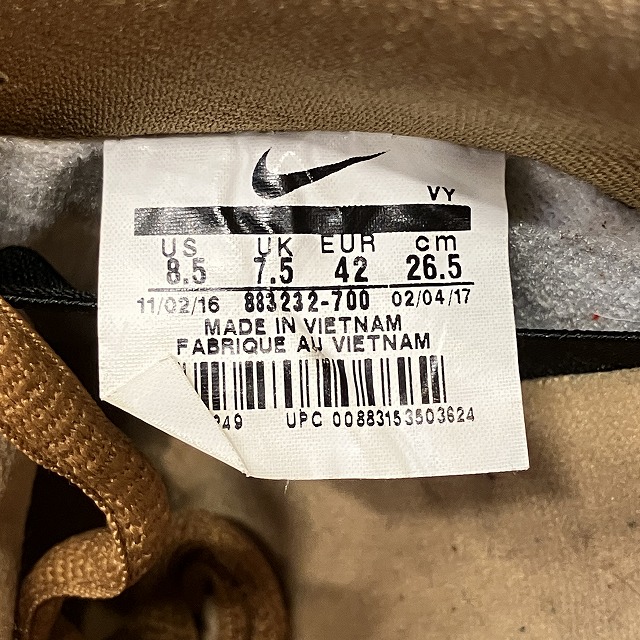 VY
US UK EUR cm
8.5 7.5 42 26.5
11/02/16 883232-700 02/04/17
MADE IN VIETNAM
FABRIQUE AU VIETNAM
249 UPC 00883153503624